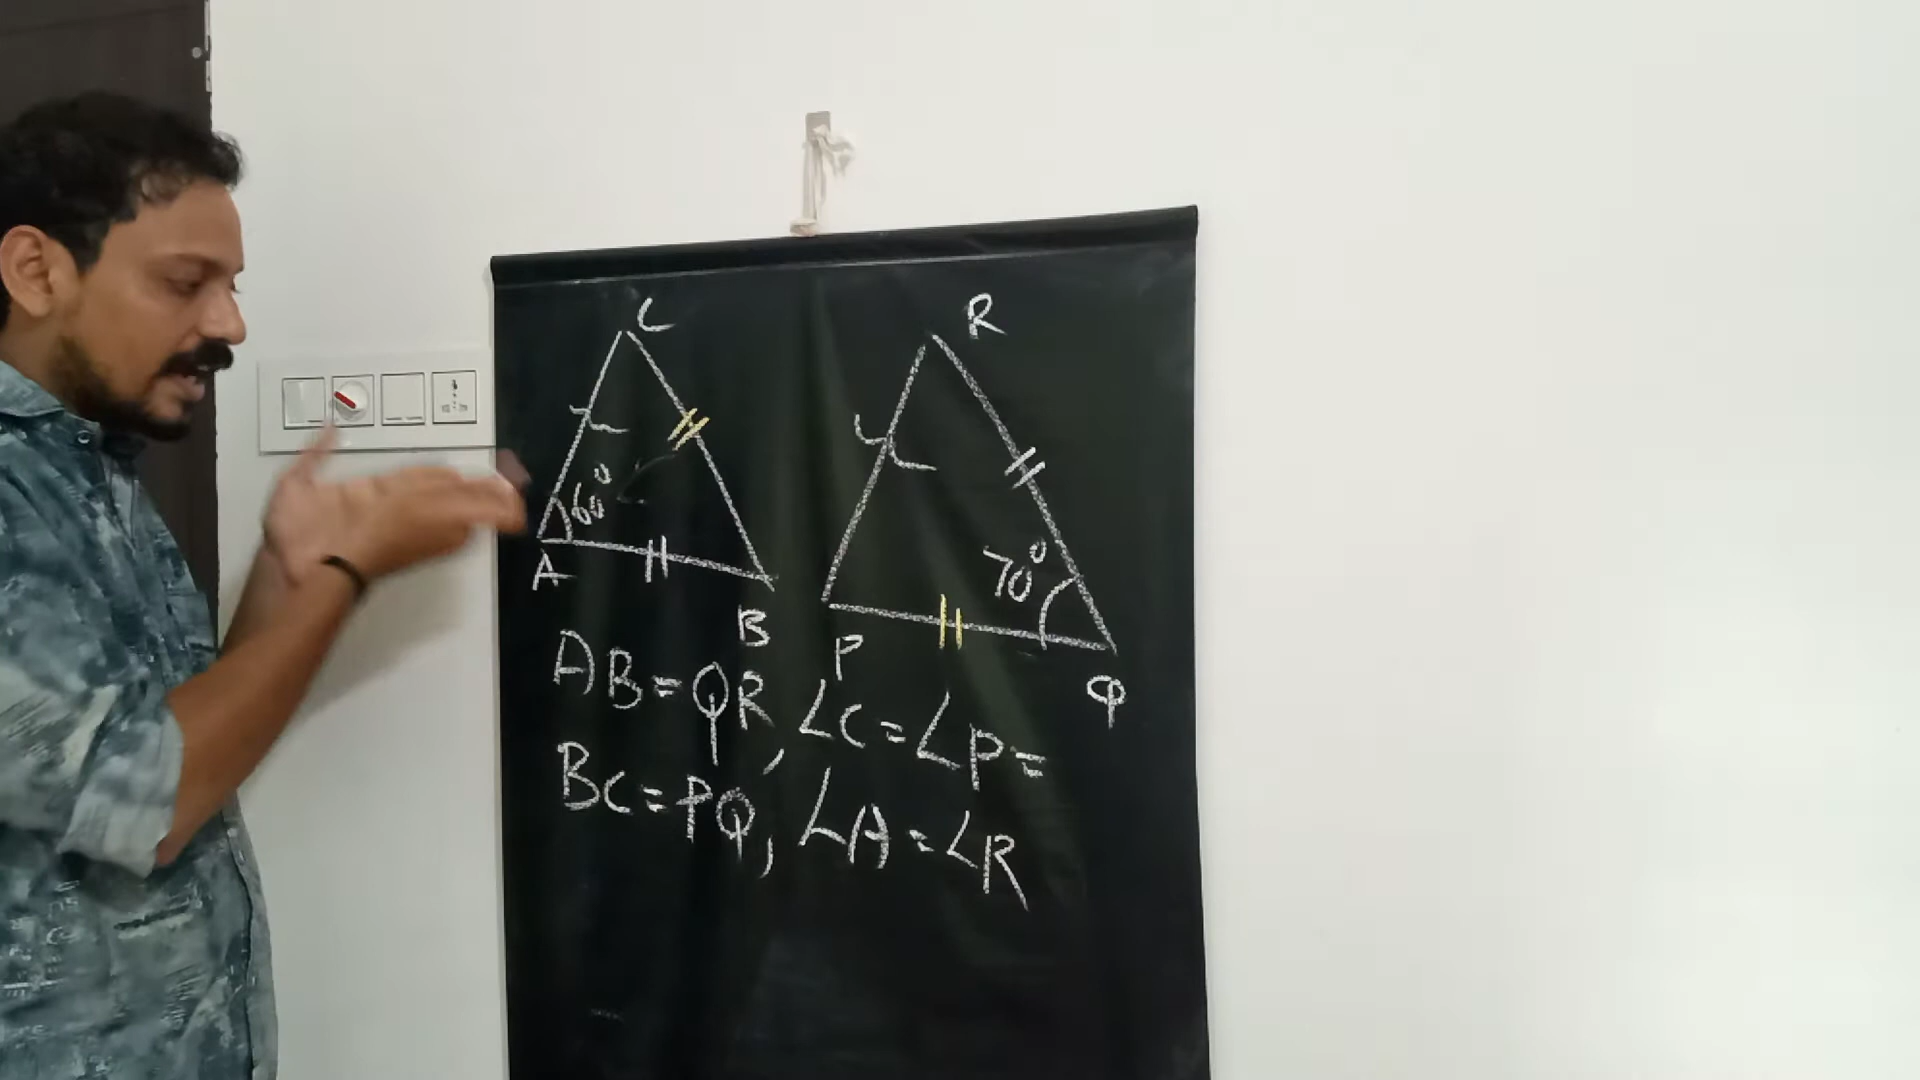 C
R
60°
70°
A
B
P
Q
AB = QR, ∠C = ∠P =
BC = PQ, ∠A = ∠R